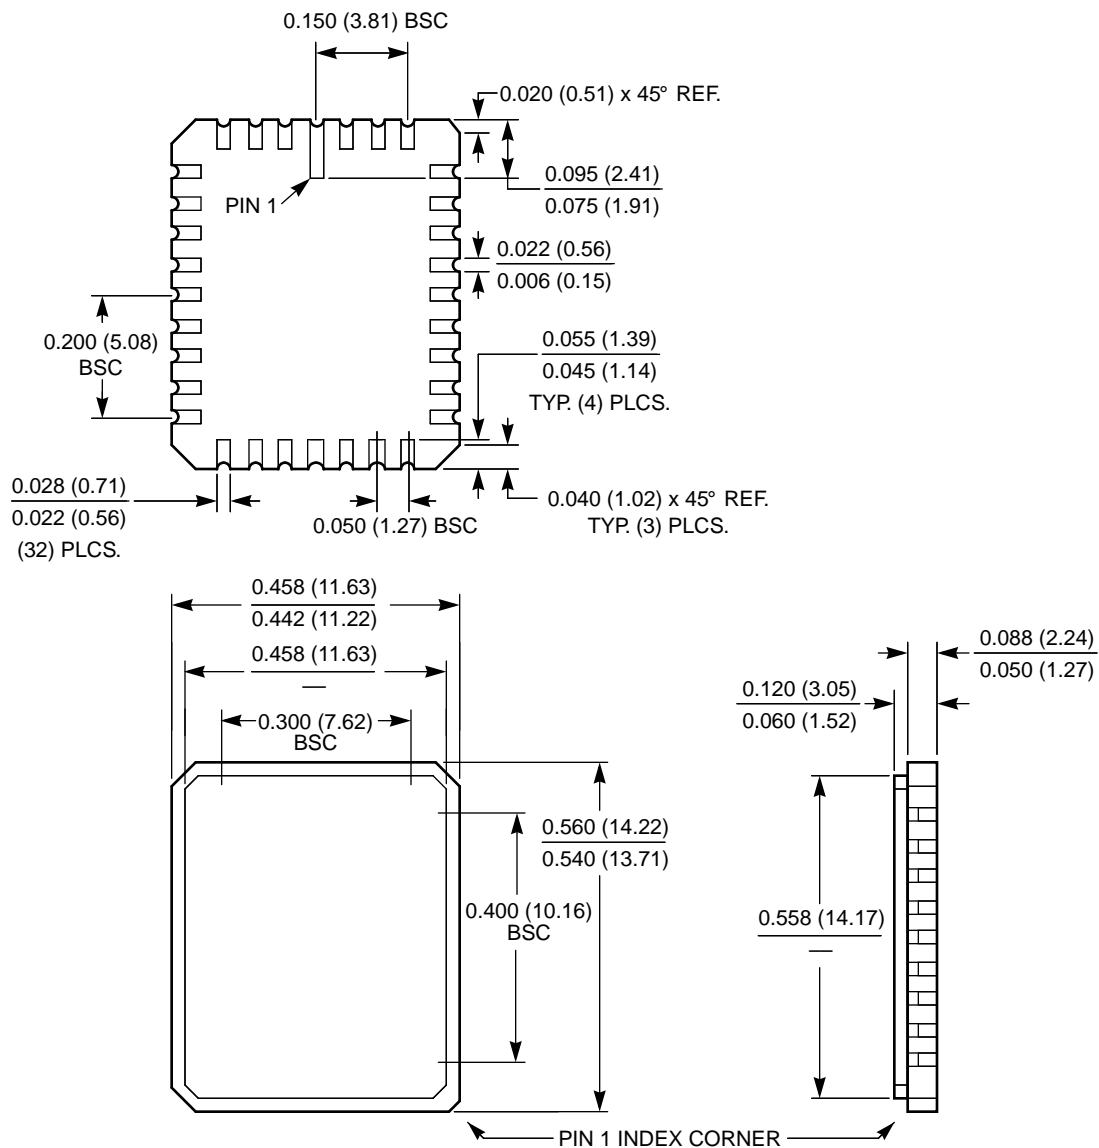 0.150 (3.81) BSC
0.020 (0.51) x 45° REF.
0.095 (2.41)
0.075 (1.91)
PIN 1
0.022 (0.56)
0.006 (0.15)
0.200 (5.08)
BSC
0.055 (1.39)
0.045 (1.14)
TYP. (4) PLCS.
0.028 (0.71)
0.022 (0.56)
(32) PLCS.
0.050 (1.27) BSC
0.040 (1.02) x 45° REF.
TYP. (3) PLCS.
0.458 (11.63)
0.442 (11.22)
0.458 (11.63)
—
0.300 (7.62)
BSC
0.088 (2.24)
0.050 (1.27)
0.120 (3.05)
0.060 (1.52)
0.560 (14.22)
0.540 (13.71)
0.400 (10.16)
BSC
0.558 (14.17)
—
PIN 1 INDEX CORNER